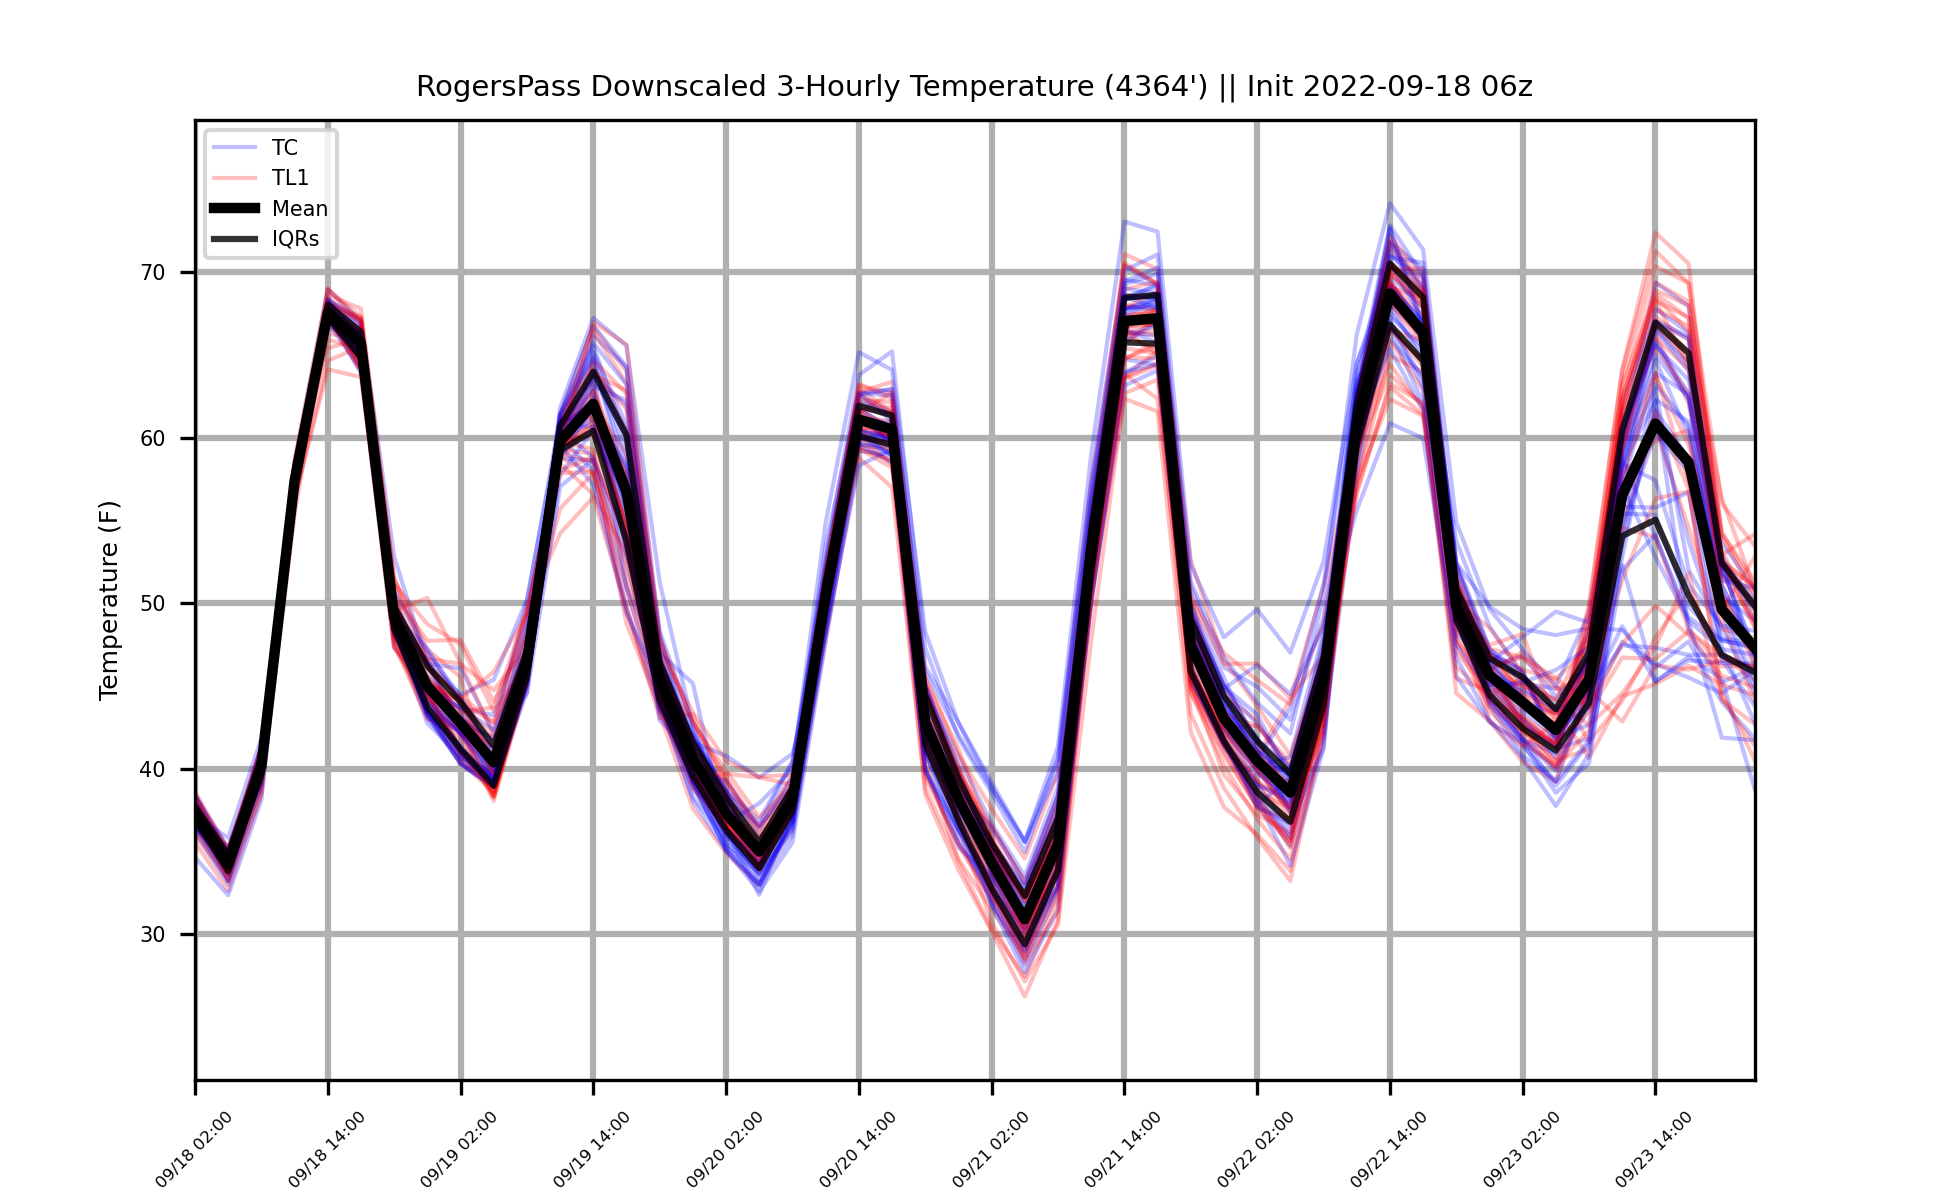 RogersPass Downscaled 3-Hourly Temperature (4364') || Init 2022-09-18 06z
TC
TL1
Mean
IQRs
Temperature (F)
70
60
50
40
30
09/18 02:00
09/18 14:00
09/19 02:00
09/19 14:00
09/20 02:00
09/20 14:00
09/21 02:00
09/21 14:00
09/22 02:00
09/22 14:00
09/23 02:00
09/23 14:00